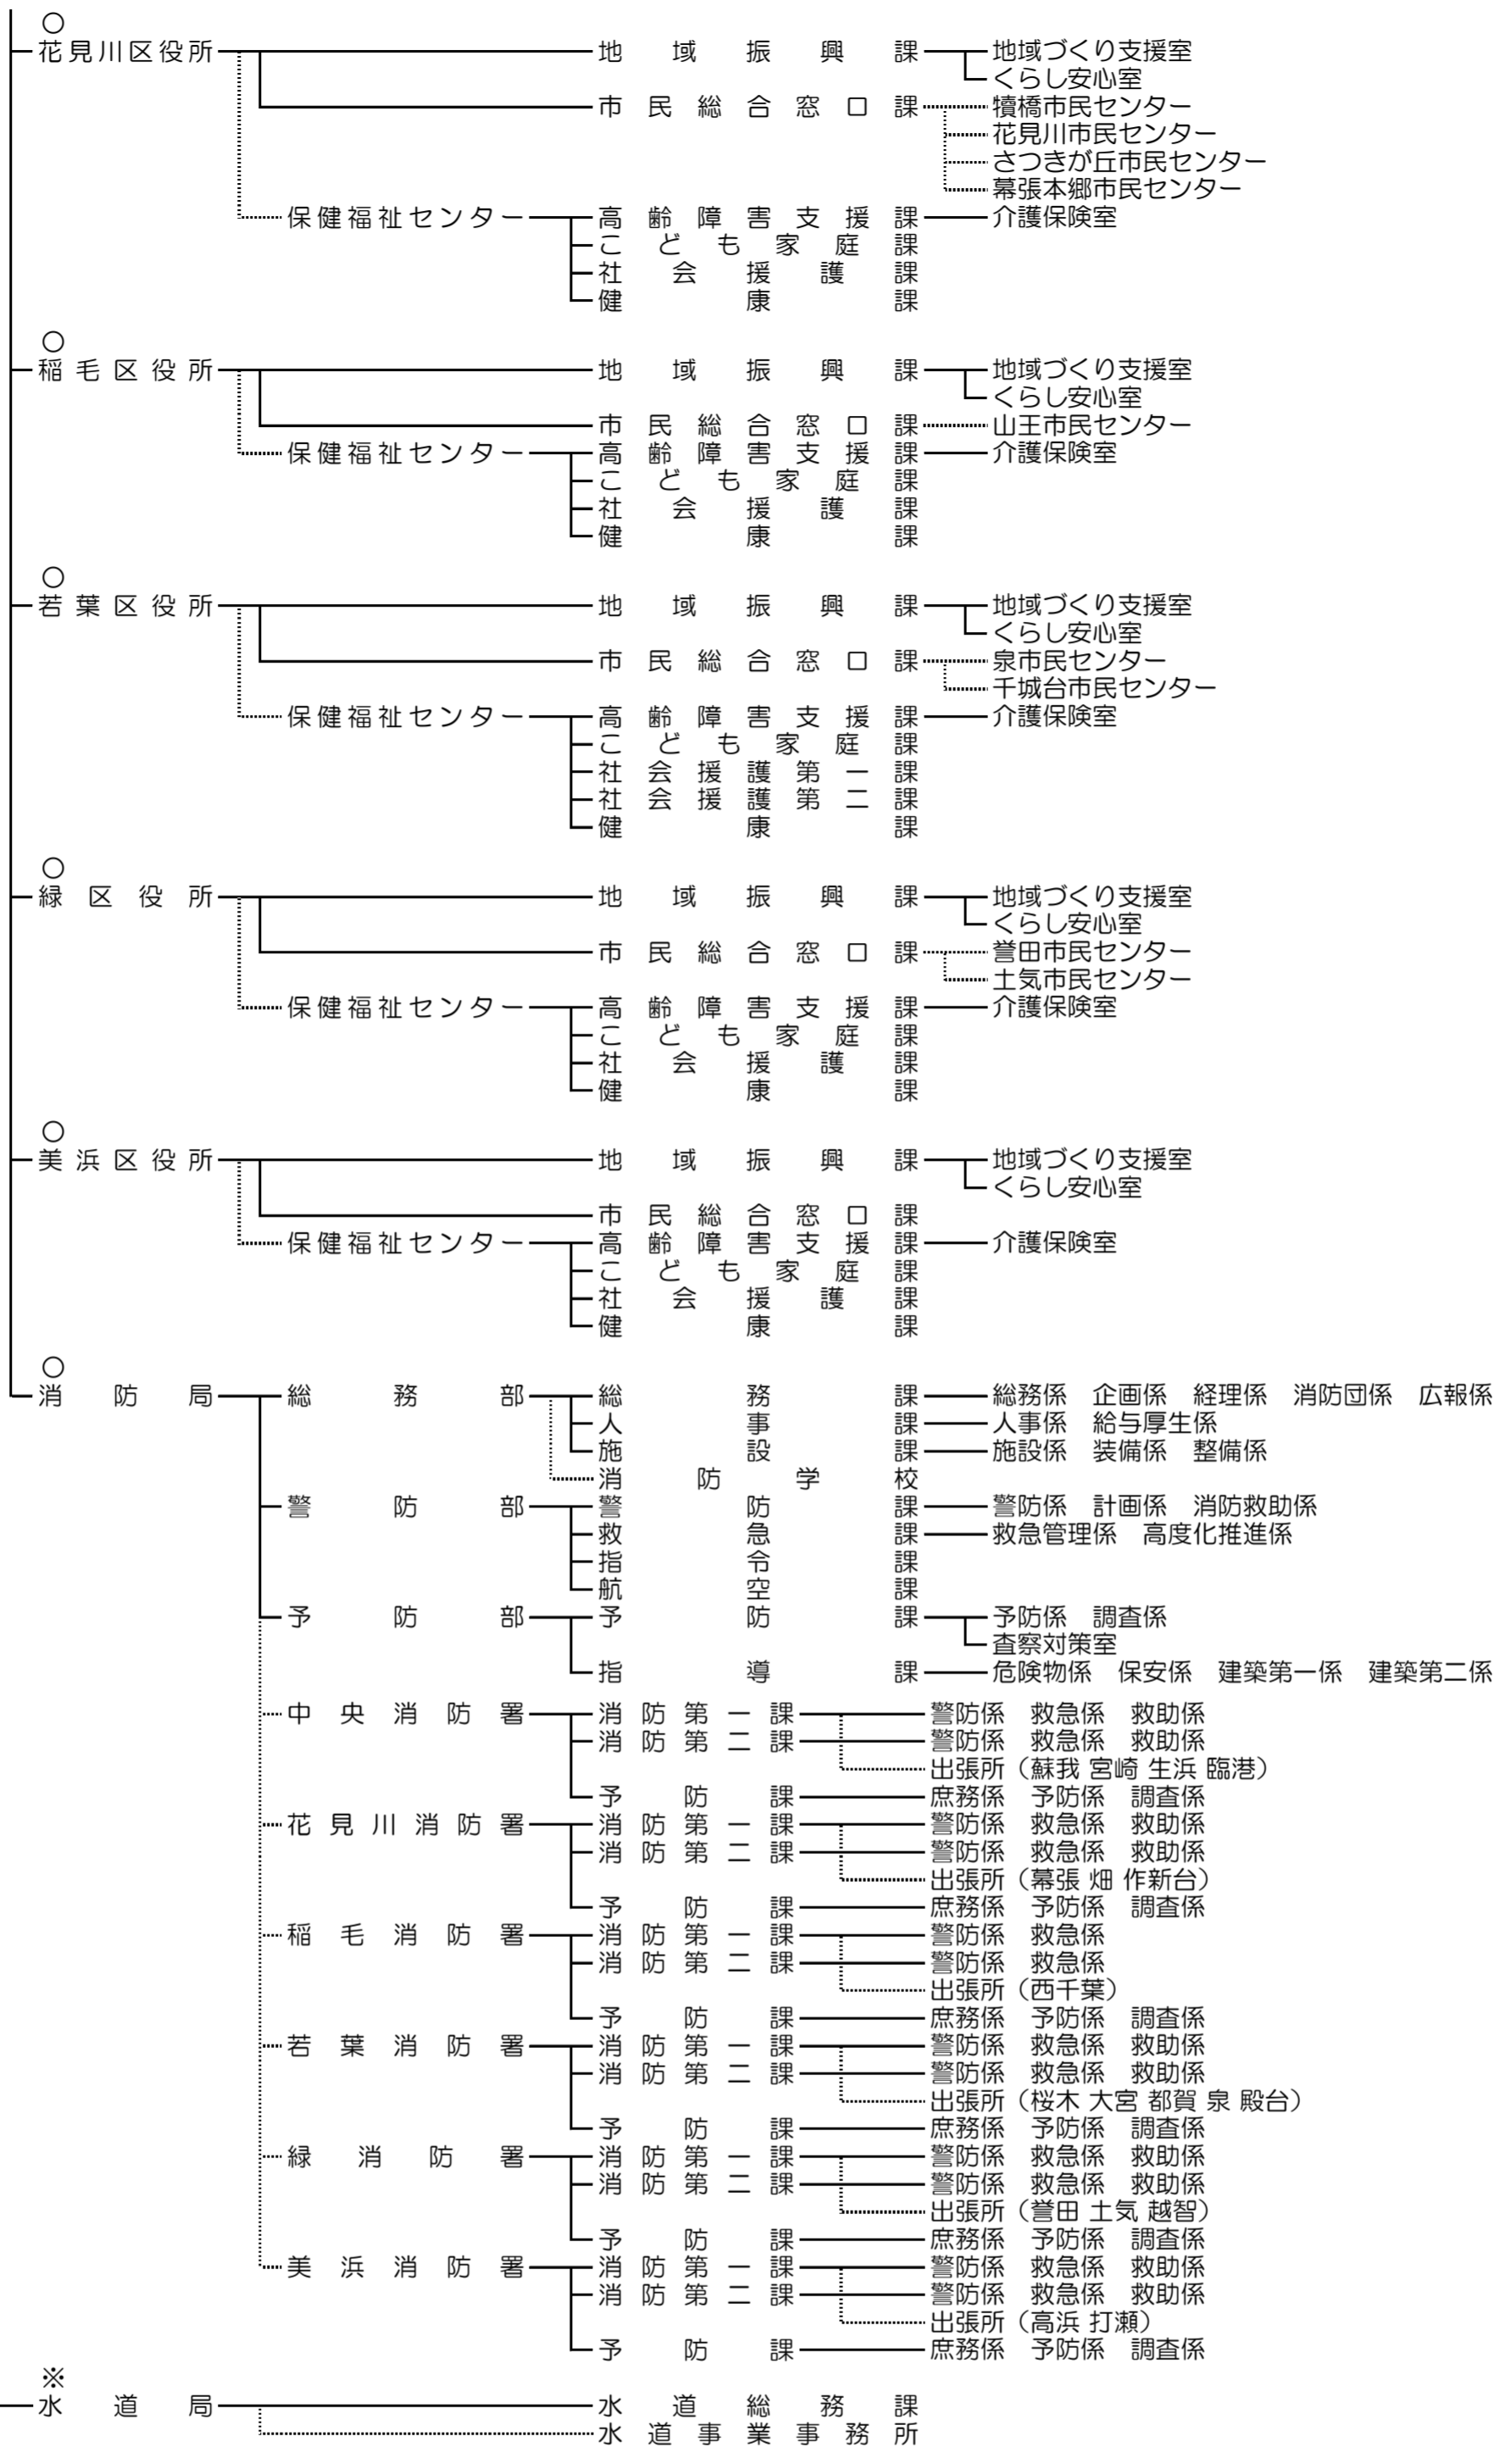 ○
花見川区役所 地域振興課 地域づくり支援室
くらし安心室
市民総合窓口課 犢橋市民センター
花見川市民センター
さつきが丘市民センター
幕張本郷市民センター
保健福祉センター 高齢障害支援課 介護保険室
こども家庭課
社会援護課
健康課
○
稲毛区役所 地域振興課 地域づくり支援室
くらし安心室
市民総合窓口課 山王市民センター
保健福祉センター 高齢障害支援課 介護保険室
こども家庭課
社会援護課
健康課
○
若葉区役所 地域振興課 地域づくり支援室
くらし安心室
市民総合窓口課 泉市民センター
千城台市民センター
保健福祉センター 高齢障害支援課 介護保険室
こども家庭課
社会援護第一課
社会援護第二課
健康課
○
緑区役所 地域振興課 地域づくり支援室
くらし安心室
市民総合窓口課 誉田市民センター
土気市民センター
保健福祉センター 高齢障害支援課 介護保険室
こども家庭課
社会援護課
健康課
○
美浜区役所 地域振興課 地域づくり支援室
くらし安心室
市民総合窓口課
保健福祉センター 高齢障害支援課 介護保険室
こども家庭課
社会援護課
健康課
○
消防局 総務部 総務課 総務係 企画係 経理係 消防団係 広報係
人事課 人事係 給与厚生係
施設課 施設係 装備係 整備係
消防学校
警防部 警防課 警防係 計画係 消防救助係
救急課 救急管理係 高度化推進係
指令課
航空課
予防部 予防課 予防係 調査係
査察対策室
指導課 危険物係 保安係 建築第一係 建築第二係
中央消防署 消防第一課 警防係 救急係 救助係
消防第二課 警防係 救急係 救助係
出張所（蘇我 宮崎 生浜 臨港）
予防課 庶務係 予防係 調査係
花見川消防署 消防第一課 警防係 救急係 救助係
消防第二課 警防係 救急係 救助係
出張所（幕張 畑 作新台）
予防課 庶務係 予防係 調査係
稲毛消防署 消防第一課 警防係 救急係
消防第二課 警防係 救急係
出張所（西千葉）
予防課 庶務係 予防係 調査係
若葉消防署 消防第一課 警防係 救急係 救助係
消防第二課 警防係 救急係 救助係
出張所（桜木 大宮 都賀 泉 殿台）
予防課 庶務係 予防係 調査係
緑消防署 消防第一課 警防係 救急係 救助係
消防第二課 警防係 救急係 救助係
出張所（誉田 土気 越智）
予防課 庶務係 予防係 調査係
美浜消防署 消防第一課 警防係 救急係 救助係
消防第二課 警防係 救急係 救助係
出張所（高浜 打瀬）
予防課 庶務係 予防係 調査係
※
水道局 水道総務課
水道事業事務所